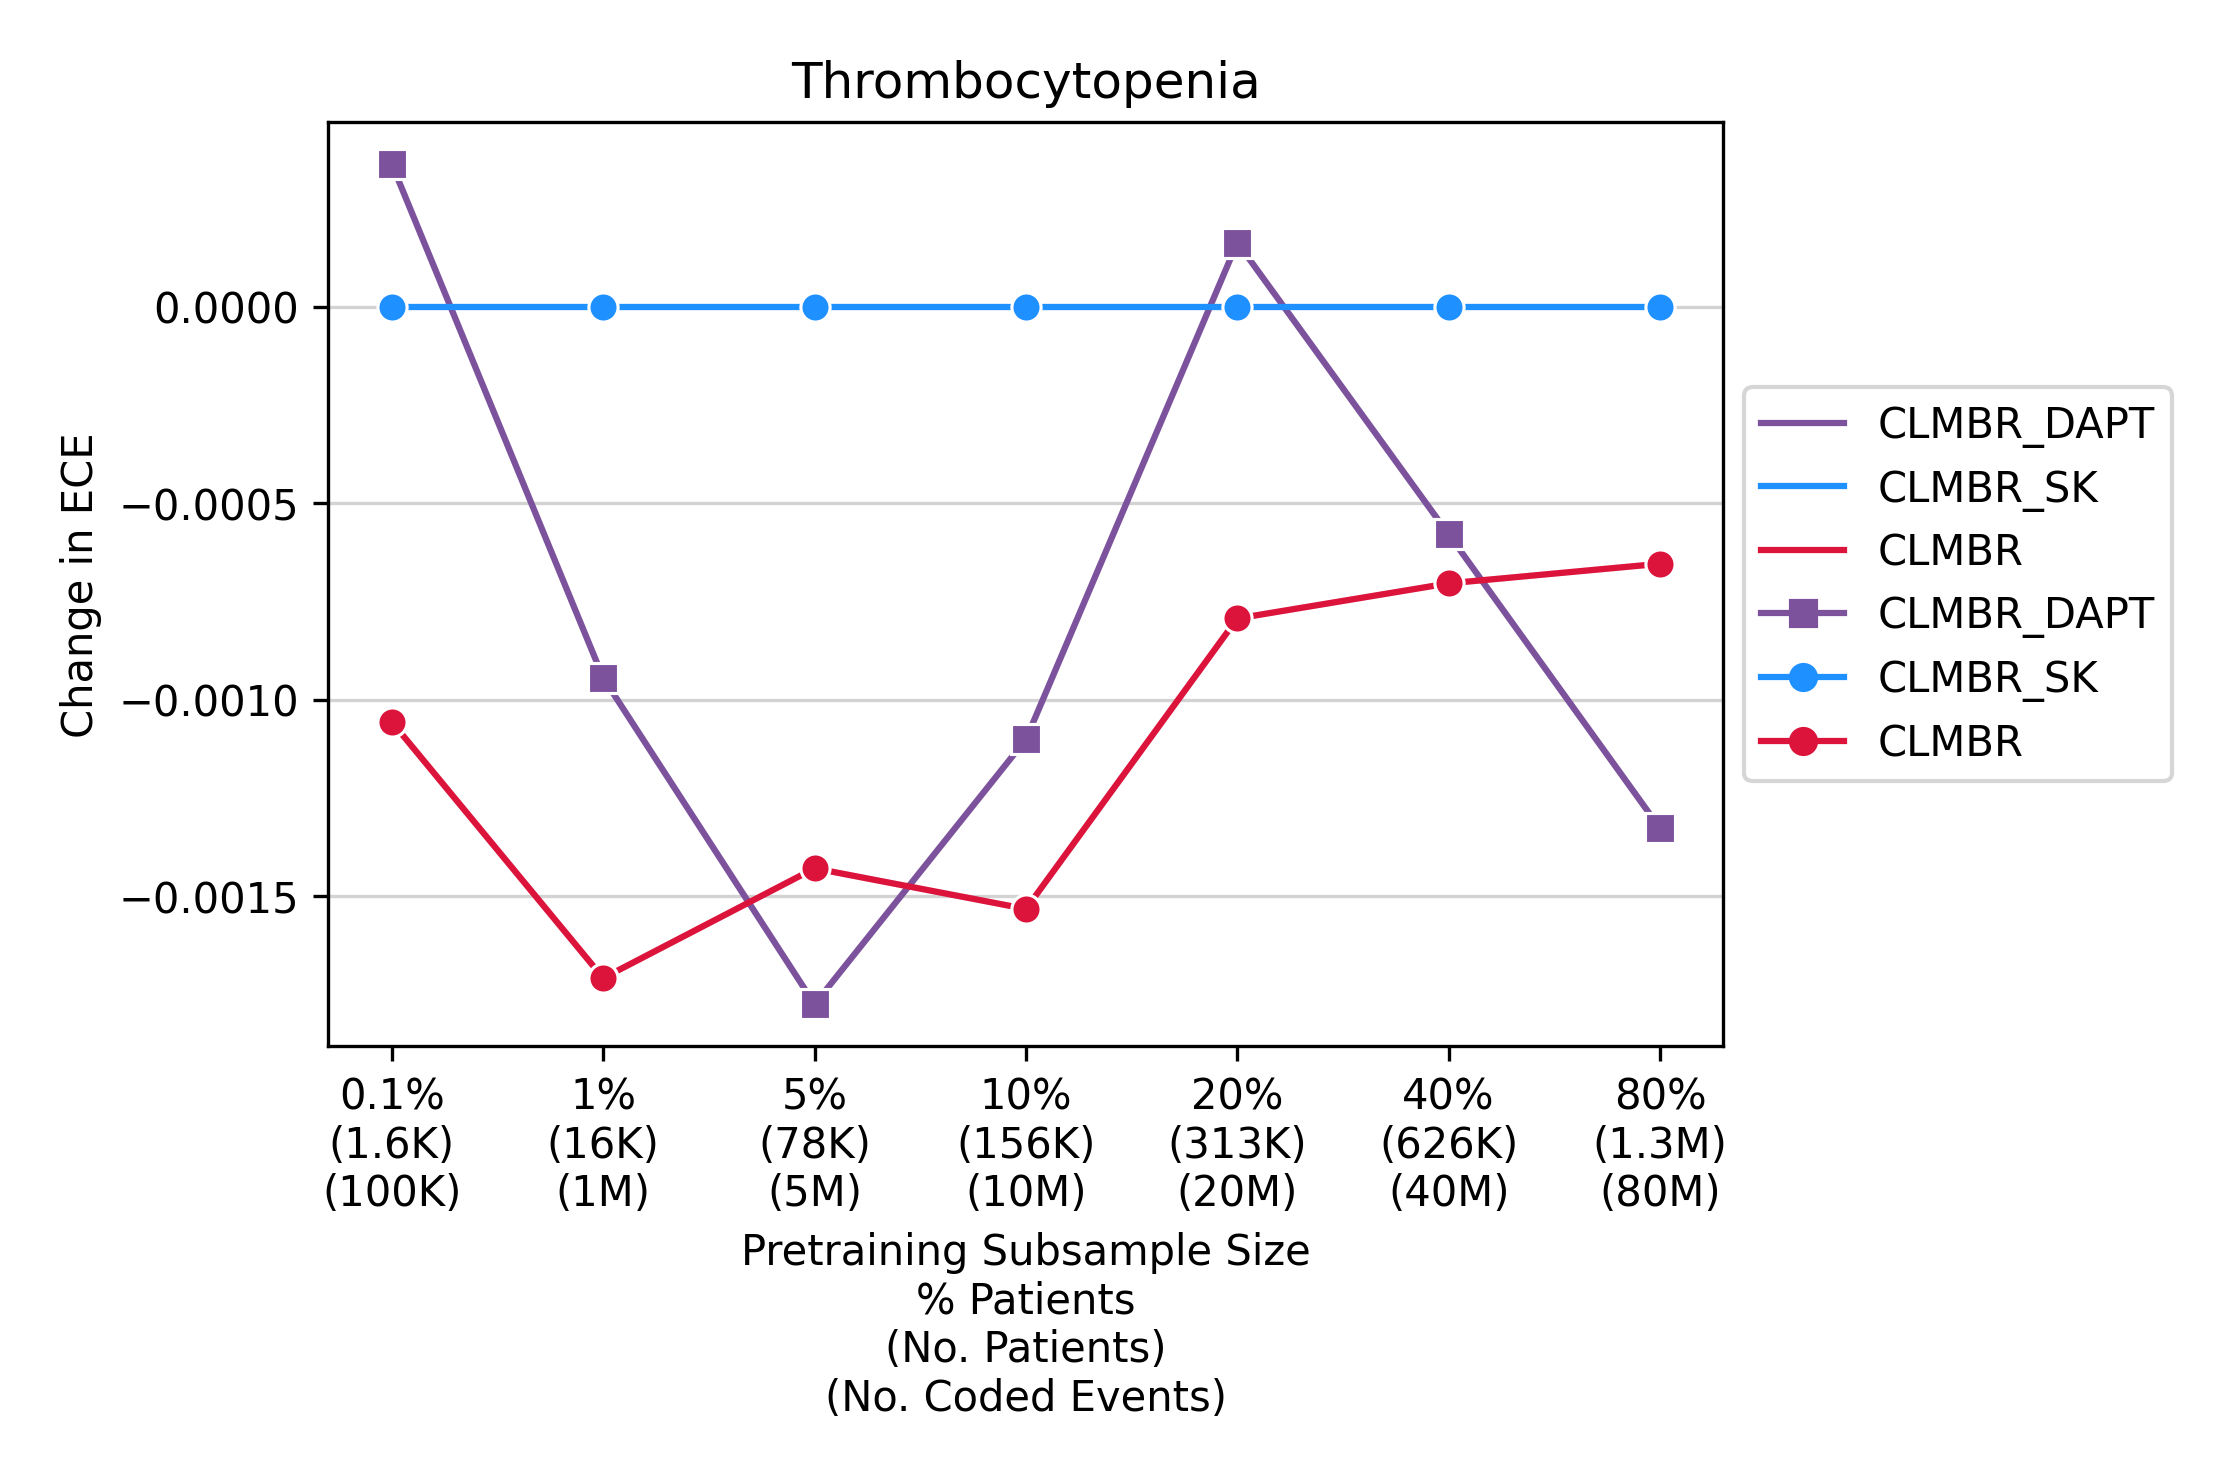 Thrombocytopenia
Change in ECE
0.0000
−0.0005
−0.0010
−0.0015
0.1% 1% 5% 10% 20% 40% 80%
(1.6K) (16K) (78K) (156K) (313K) (626K) (1.3M)
(100K) (1M) (5M) (10M) (20M) (40M) (80M)
Pretraining Subsample Size
% Patients
(No. Patients)
(No. Coded Events)
CLMBR_DAPT
CLMBR_SK
CLMBR
CLMBR_DAPT
CLMBR_SK
CLMBR